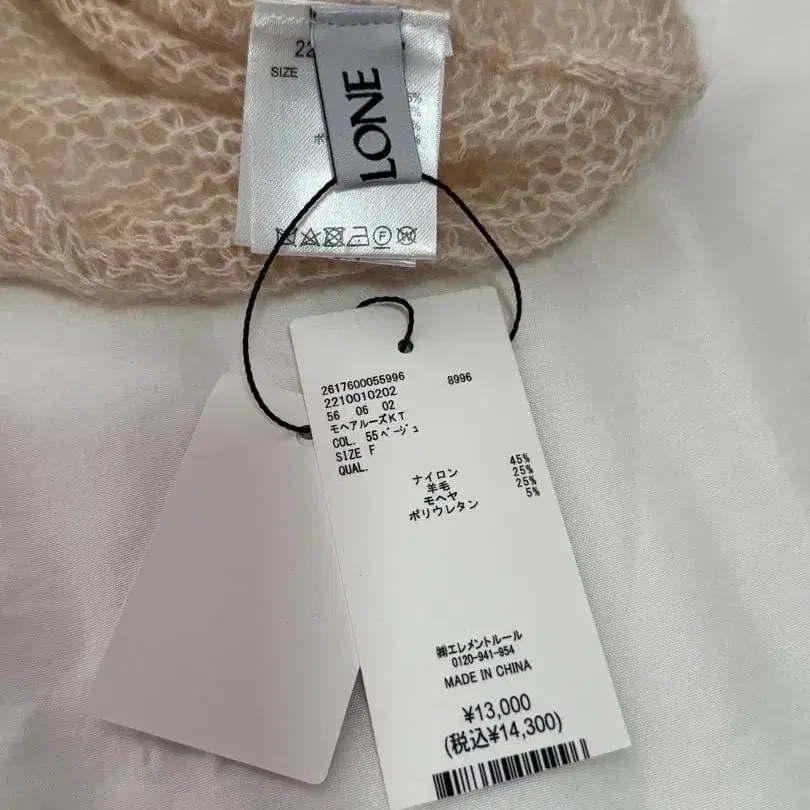 22
SIZE
LONE
2617600055996 8996
2210010202
56 06 02
モヘアルーズKT
COL. 55ベージュ
SIZE F
QUAL.
ナイロン 45%
羊毛 25%
モヘヤ 25%
ポリウレタン 5%
㈱エレメントルール
0120-941-954
MADE IN CHINA
¥13,000
(税込¥14,300)